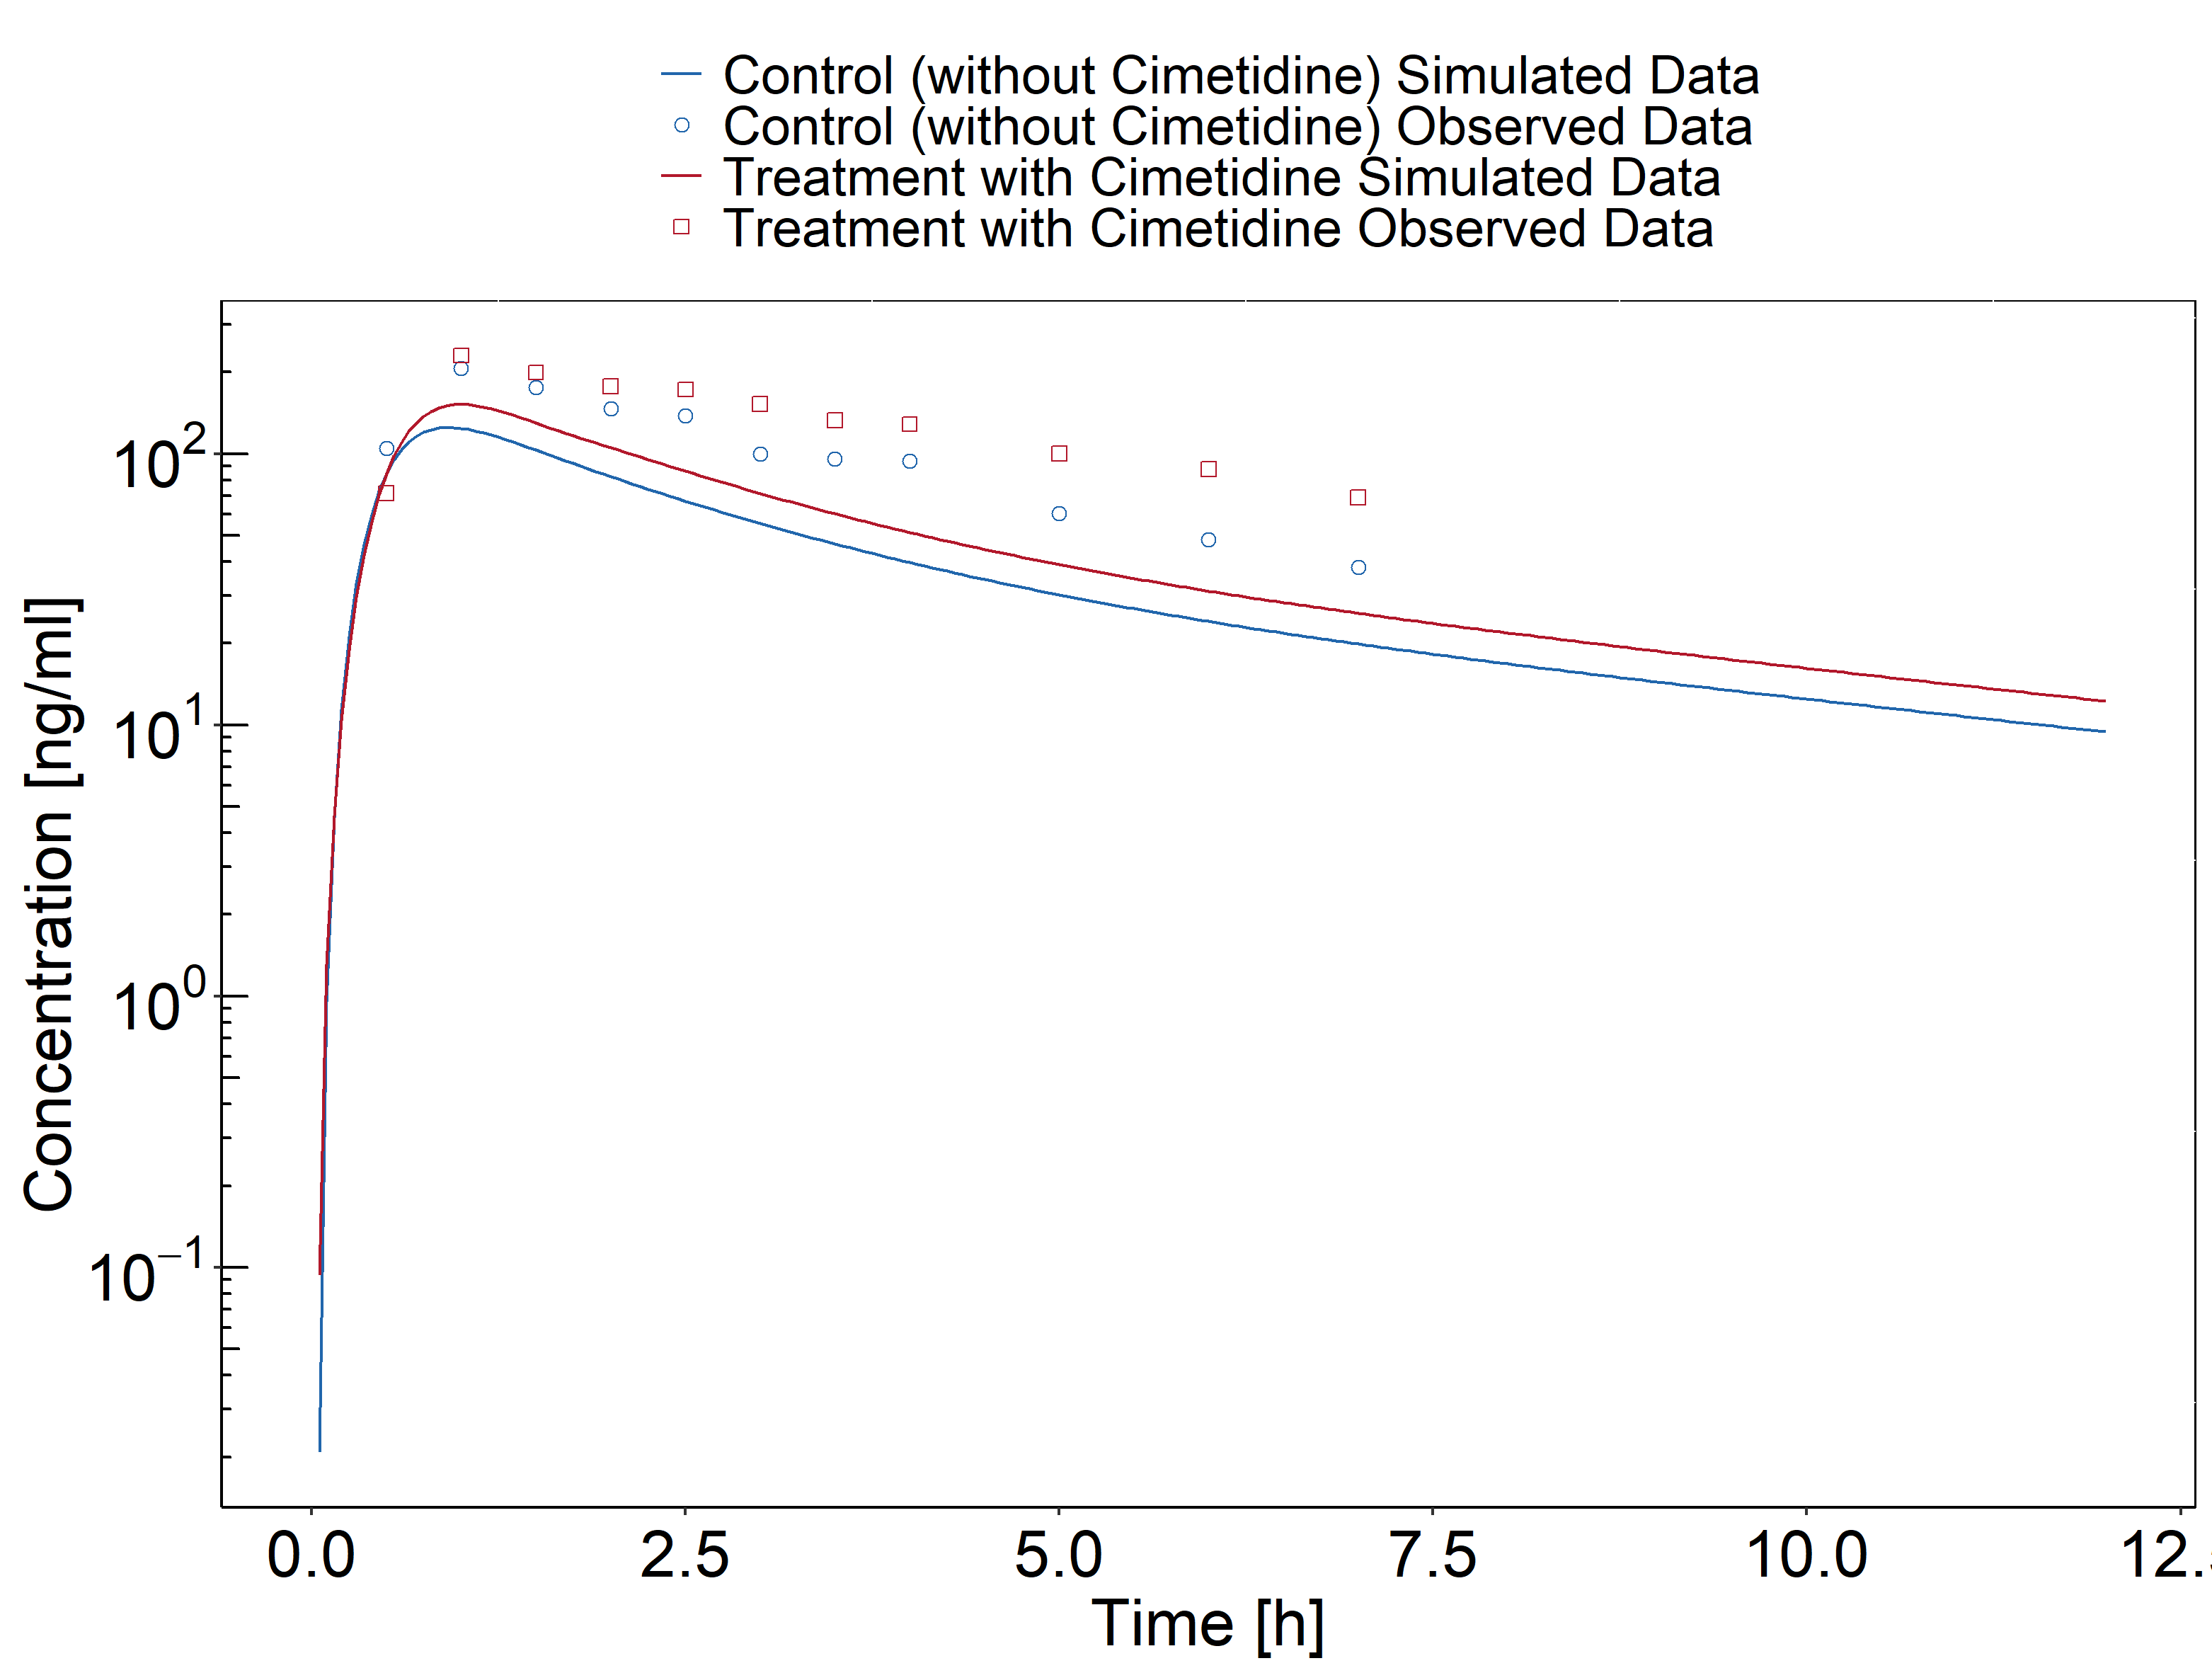 Control (without Cimetidine) Simulated Data
Control (without Cimetidine) Observed Data
Treatment with Cimetidine Simulated Data
Treatment with Cimetidine Observed Data
Concentration [ng/ml]
10²
10¹
10⁰
10⁻¹
0.0 2.5 5.0 7.5 10.0
Time [h]